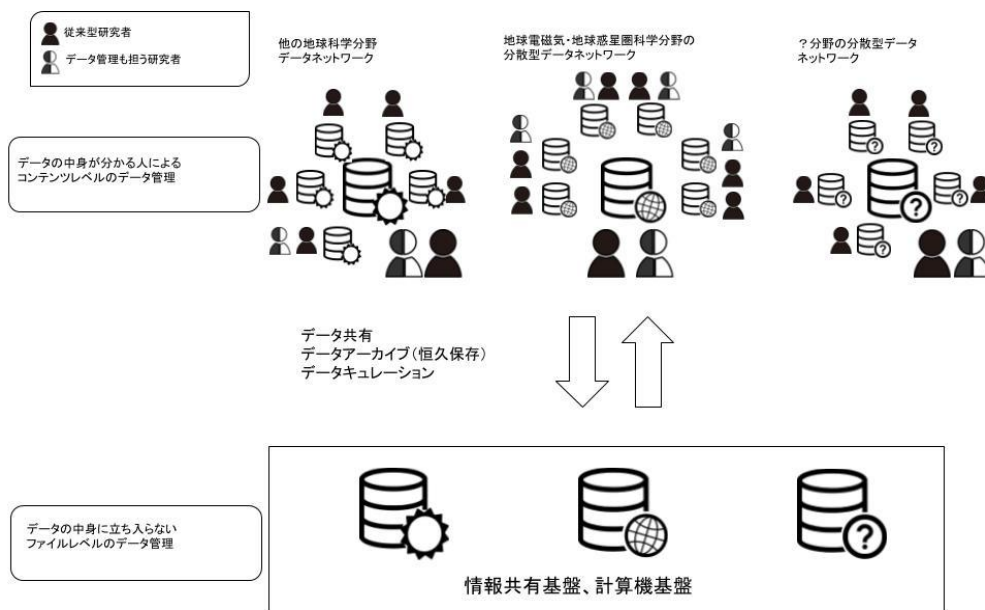 従来型研究者
データ管理も担う研究者
他の地球科学分野
データネットワーク
地球電磁気・地球惑星圏科学分野の
分散型データネットワーク
？分野の分散型データ
ネットワーク
データの中身が分かる人による
コンテンツレベルのデータ管理
?
?
?
?
?
?
データ共有
データアーカイブ（恒久保存）
データキュレーション
データの中身に立ち入らない
ファイルレベルのデータ管理
?
情報共有基盤、計算機基盤